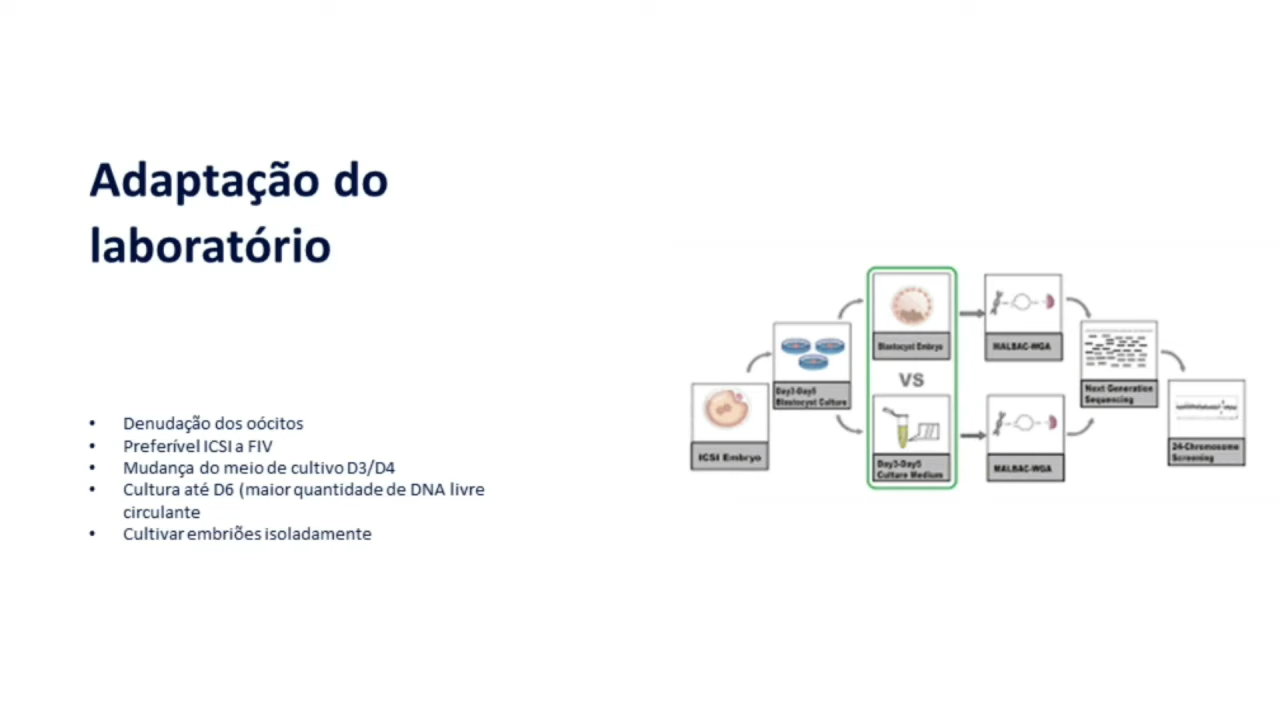 Adaptação do
laboratório
• Denudação dos oócitos
• Preferível ICSI a FIV
• Mudança do meio de cultivo D3/D4
• Cultura até D6 (maior quantidade de DNA livre
circulante
• Cultivar embriões isoladamente
ICSI Embryo
Day3-Day5
Blastocyst Culture
Blastocyst Embryo
VS
Day3-Day5
Culture Medium
MALBAC-WGA
MALBAC-WGA
Next Generation
Sequencing
24-Chromosome
Screening